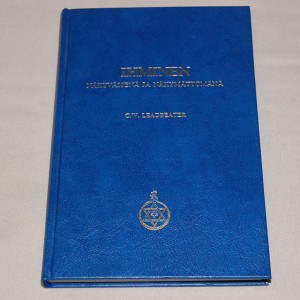 IHMINEN
NÄKYVÄISENÄ JA NÄKYMÄTTÖMÄNÄ
C.W. LEADBEATER